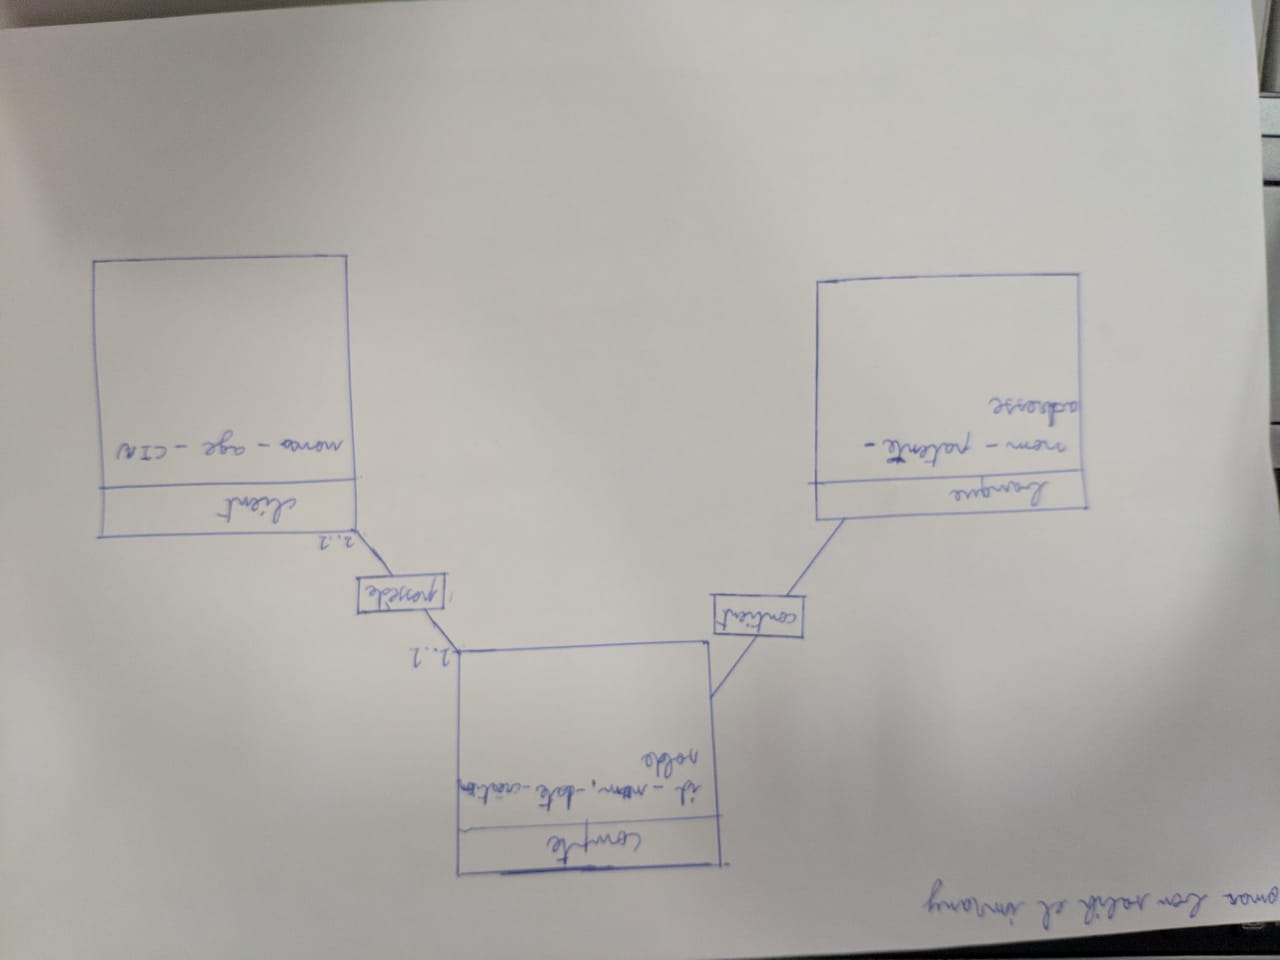 omar ben salih el imrany
compte
id - nom, - date - création
solde
1..1
contient
possède
1..1
banque
client
nom - patente -
adresse
- age - CIN